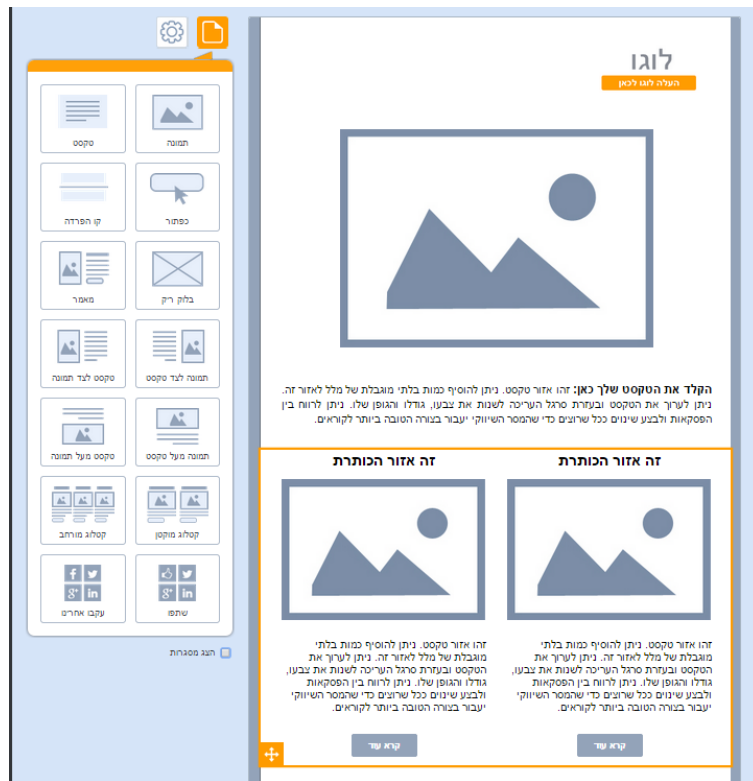 לוגו
העלה לוגו לכאן
תמונה
טקסט
כפתור
קו הפרדה
בלוק ריק
מאמר
תמונה לצד טקסט
טקסט לצד תמונה
תמונה מעל טקסט
טקסט מעל תמונה
קטלוג מוקטן
קטלוג מורחב
שתפו
עקבו אחרינו
הצג מסגרות
הקלד את הטקסט שלך כאן: זהו אזור טקסט. ניתן להוסיף כמות בלתי מוגבלת של מלל לאזור זה.
ניתן לערוך את הטקסט ובעזרת סרגל העריכה לשנות את צבעו, גודלו והגופן שלו. ניתן לרווח בין
הפסקאות ולבצע שינוים ככל שרוצים כדי שהמסר השיווקי יעבור בצורה הטובה ביותר לקוראים.
זה אזור הכותרת
זהו אזור טקסט. ניתן להוסיף כמות בלתי
מוגבלת של מלל לאזור זה. ניתן לערוך את
הטקסט ובעזרת סרגל העריכה לשנות את צבעו,
גודלו והגופן שלו. ניתן לרווח בין הפסקאות
ולבצע שינוים ככל שרוצים כדי שהמסר השיווקי
יעבור בצורה הטובה ביותר לקוראים.
קרא עוד
זה אזור הכותרת
זהו אזור טקסט. ניתן להוסיף כמות בלתי
מוגבלת של מלל לאזור זה. ניתן לערוך את
הטקסט ובעזרת סרגל העריכה לשנות את צבעו,
גודלו והגופן שלו. ניתן לרווח בין הפסקאות
ולבצע שינוים ככל שרוצים כדי שהמסר השיווקי
יעבור בצורה הטובה ביותר לקוראים.
קרא עוד